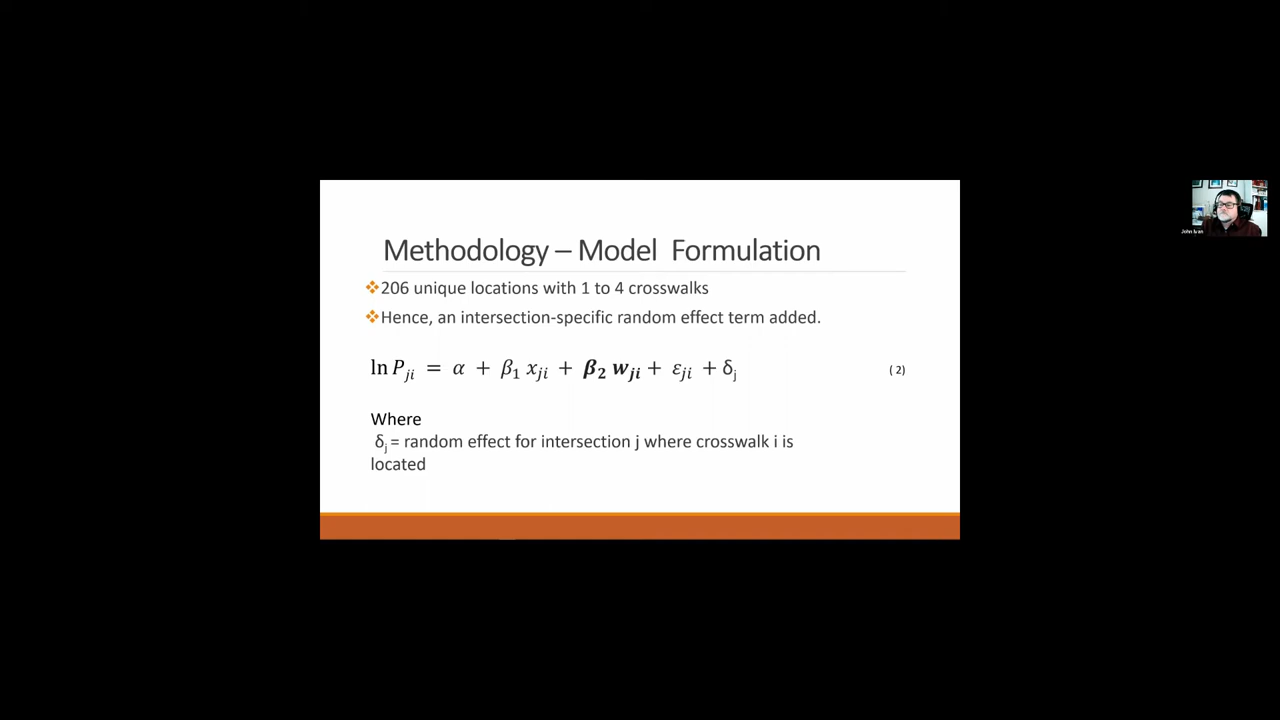 Methodology – Model Formulation
❖206 unique locations with 1 to 4 crosswalks
❖Hence, an intersection-specific random effect term added.
ln P_ji = α + β_1 x_ji + β_2 w_ji + ε_ji + δ_j
( 2)
Where
δ_j = random effect for intersection j where crosswalk i is
located
John Ivan